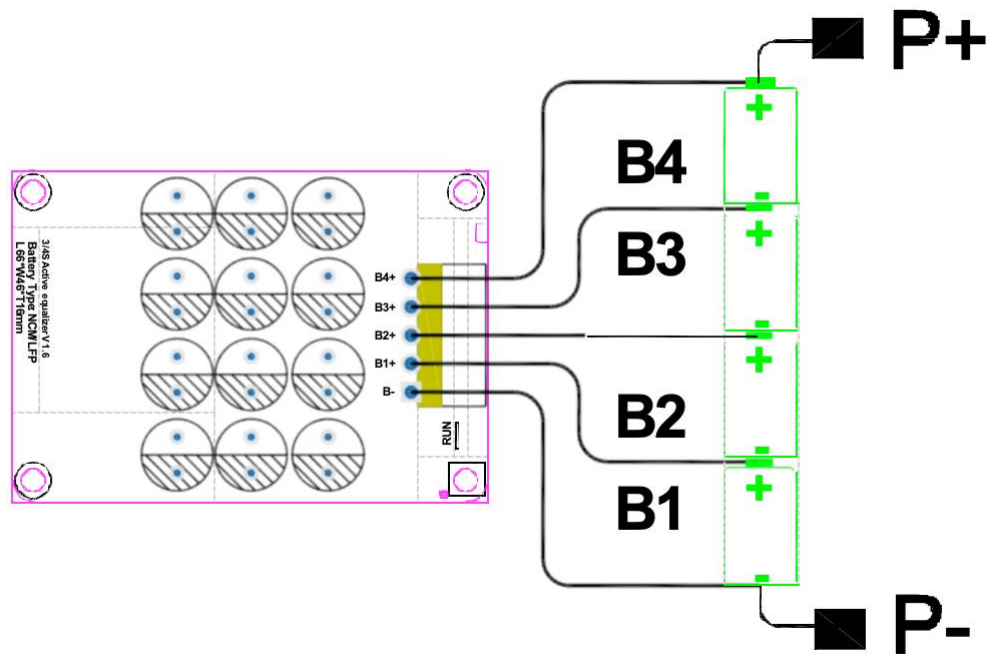 P+
B4
B3
B4+
B3+
B2+
B1+
B-
3/4S Active equalizer V1.6
Battery Type: NCM/LFP
L66*W46*T16mm
B2
RUN
B1
P-